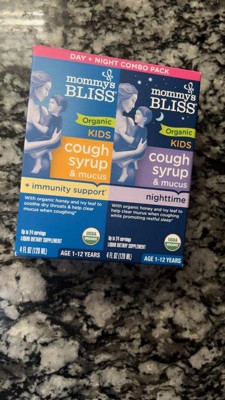 DAY + NIGHT COMBO PACK
mommy's
BLISS
Organic
KIDS
cough
syrup
& mucus
+ immunity support*
With organic honey and ivy leaf to
soothe dry throats & help clear
mucus when coughing*
Up to 24 servings
LIQUID DIETARY SUPPLEMENT
4 FL OZ (120 mL)
USDA
ORGANIC
AGE 1-12 YEARS
mommy's
BLISS
Organic
KIDS
cough
syrup
& mucus
nighttime
With organic honey and ivy leaf to
help clear mucus when coughing
while promoting restful sleep*
Up to 24 servings
LIQUID DIETARY SUPPLEMENT
4 FL OZ (120 mL)
USDA
ORGANIC
AGE 1-12 YEARS